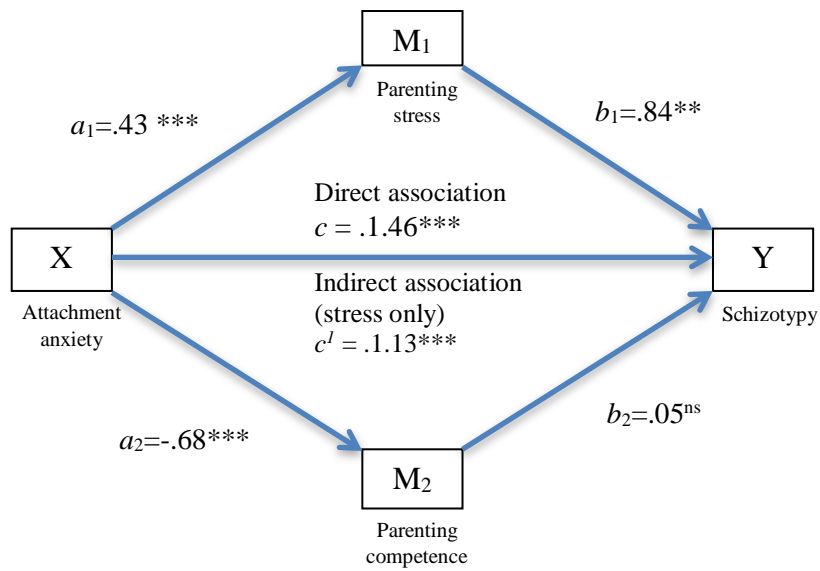 M₁
Parenting
stress
a₁=.43 ***
b₁=.84**
Direct association
c = .1.46***
X
Y
Indirect association
(stress only)
c¹ = .1.13***
Attachment
anxiety
Schizotypy
a₂=-.68***
b₂=.05ⁿˢ
M₂
Parenting
competence